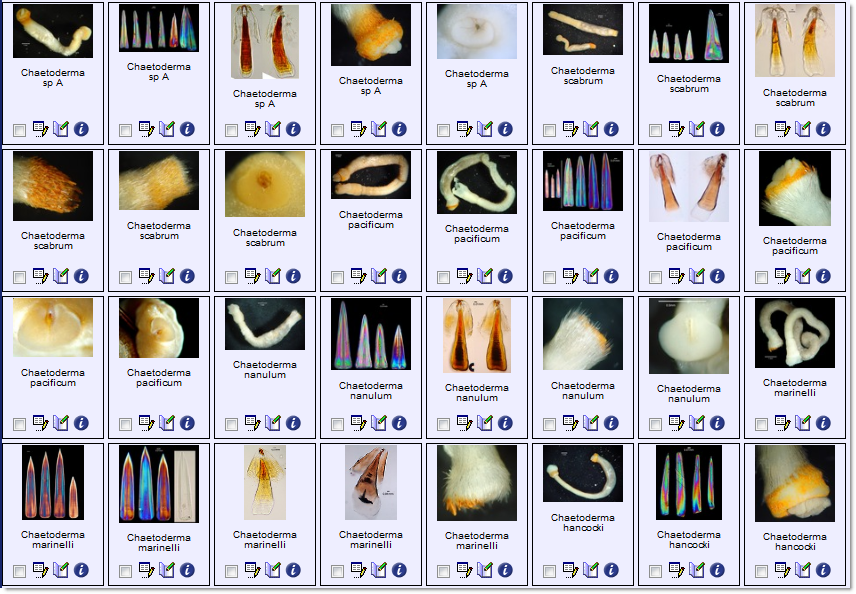 Chaetoderma
sp A
Chaetoderma
sp A
Chaetoderma
sp A
Chaetoderma
sp A
Chaetoderma
sp A
Chaetoderma
scabrum
Chaetoderma
scabrum
Chaetoderma
scabrum
Chaetoderma
scabrum
Chaetoderma
scabrum
Chaetoderma
scabrum
Chaetoderma
pacificum
Chaetoderma
pacificum
Chaetoderma
pacificum
Chaetoderma
pacificum
Chaetoderma
pacificum
Chaetoderma
pacificum
Chaetoderma
pacificum
Chaetoderma
nanulum
Chaetoderma
nanulum
Chaetoderma
nanulum
Chaetoderma
nanulum
Chaetoderma
nanulum
Chaetoderma
marinelli
Chaetoderma
marinelli
Chaetoderma
marinelli
Chaetoderma
marinelli
Chaetoderma
marinelli
Chaetoderma
marinelli
Chaetoderma
hancocki
Chaetoderma
hancocki
Chaetoderma
hancocki